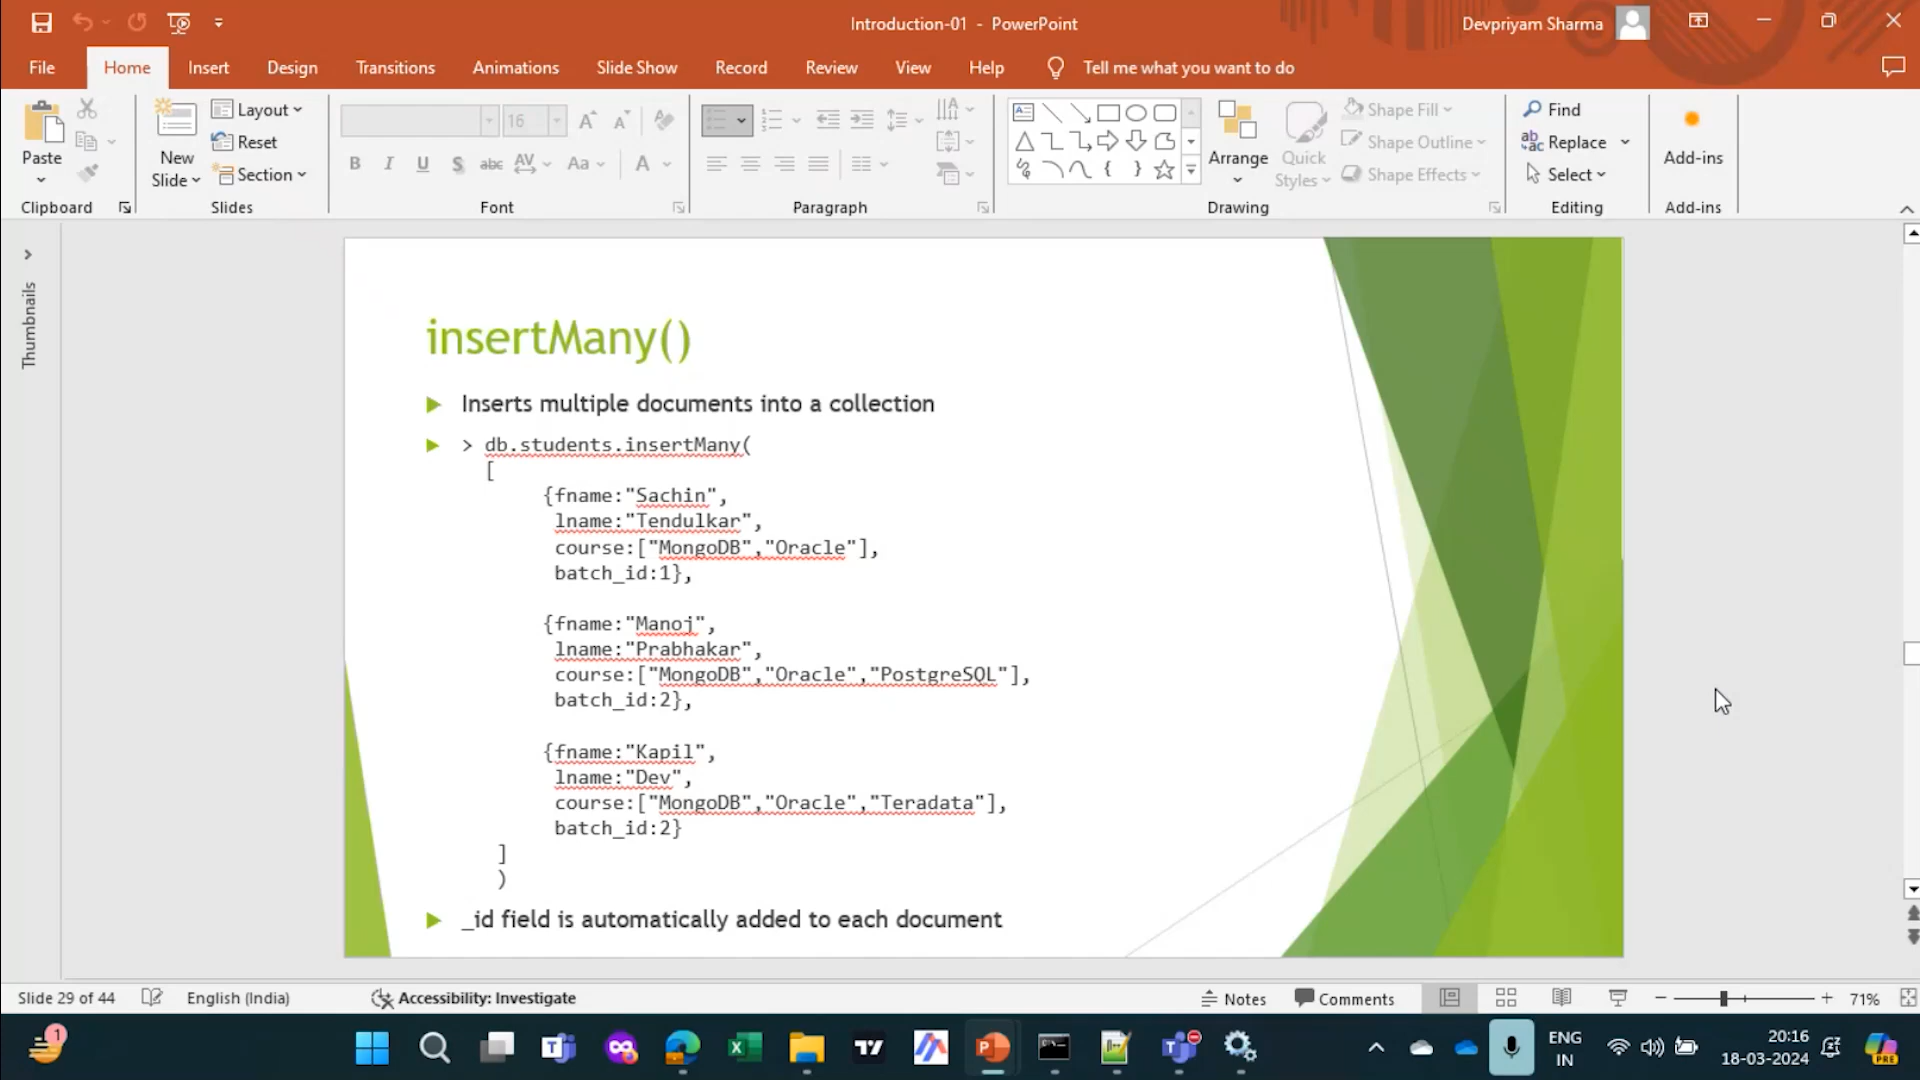 Introduction-01 - PowerPoint
Devpriyam Sharma
File Home Insert Design Transitions Animations Slide Show Record Review View Help Tell me what you want to do
Paste
Clipboard
New Slide
Layout
Reset
Section
Slides
16
B I U S abc AV Aa A
Font
Paragraph
Arrange
Quick Styles
Shape Fill
Shape Outline
Shape Effects
Drawing
Find
Replace
Select
Editing
Add-ins
Add-ins
Thumbnails
insertMany()
Inserts multiple documents into a collection
> db.students.insertMany(
[
{fname:"Sachin",
lname:"Tendulkar",
course:["MongoDB","Oracle"],
batch_id:1},
{fname:"Manoj",
lname:"Prabhakar",
course:["MongoDB","Oracle","PostgreSQL"],
batch_id:2},
{fname:"Kapil",
lname:"Dev",
course:["MongoDB","Oracle","Teradata"],
batch_id:2}
]
)
_id field is automatically added to each document
Slide 29 of 44 English (India) Accessibility: Investigate Notes Comments 71%
1
ENG
IN
20:16
18-03-2024
PRE